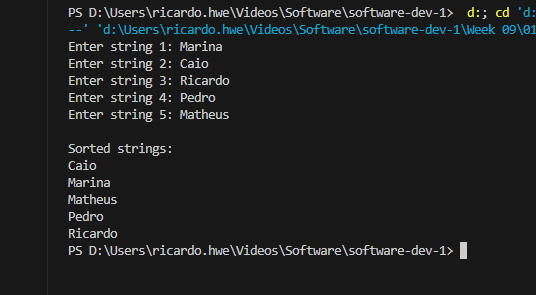 PS D:\Users\ricardo.hwe\Videos\Software\software-dev-1>  d:; cd 'd:
--' 'd:\Users\ricardo.hwe\Videos\Software\software-dev-1\Week 09\01
Enter string 1: Marina
Enter string 2: Caio
Enter string 3: Ricardo
Enter string 4: Pedro
Enter string 5: Matheus
Sorted strings:
Caio
Marina
Matheus
Pedro
Ricardo
PS D:\Users\ricardo.hwe\Videos\Software\software-dev-1>